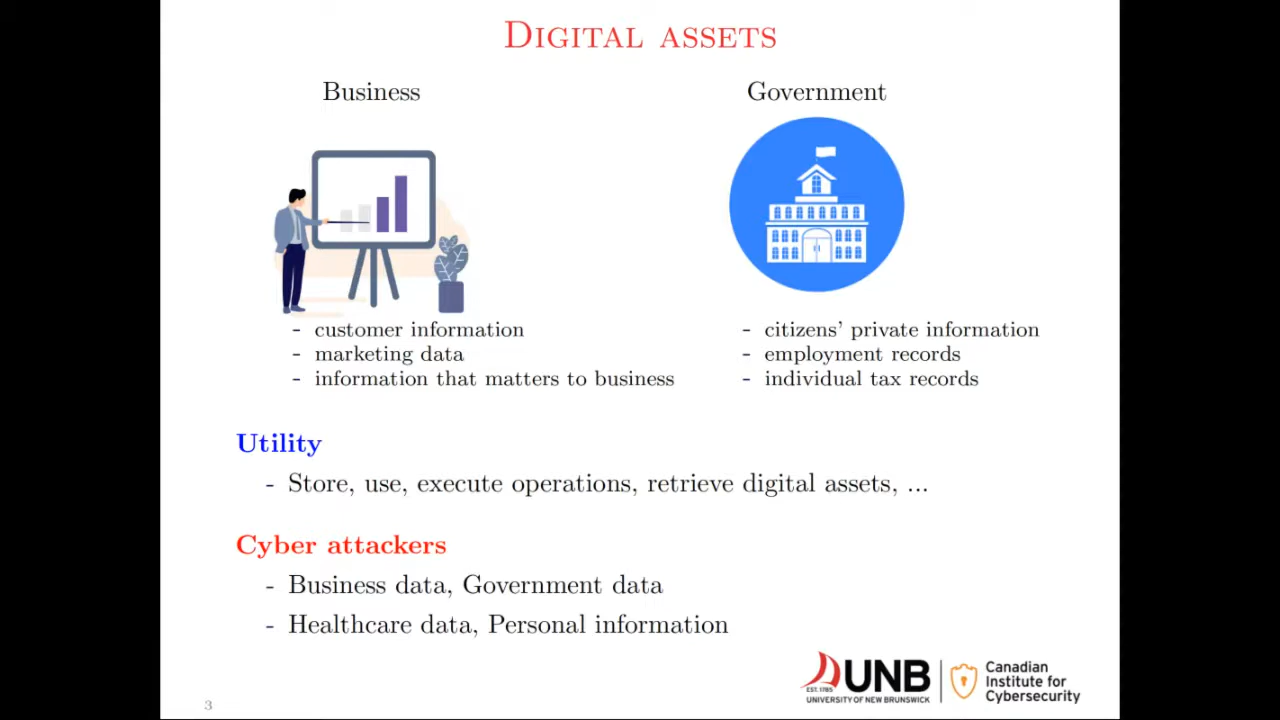 DIGITAL ASSETS
Business
Government
- customer information
- marketing data
- information that matters to business
- citizens' private information
- employment records
- individual tax records
Utility
- Store, use, execute operations, retrieve digital assets, ...
Cyber attackers
- Business data, Government data
- Healthcare data, Personal information
EST. 1785
UNB
UNIVERSITY OF NEW BRUNSWICK
Canadian
Institute for
Cybersecurity
3